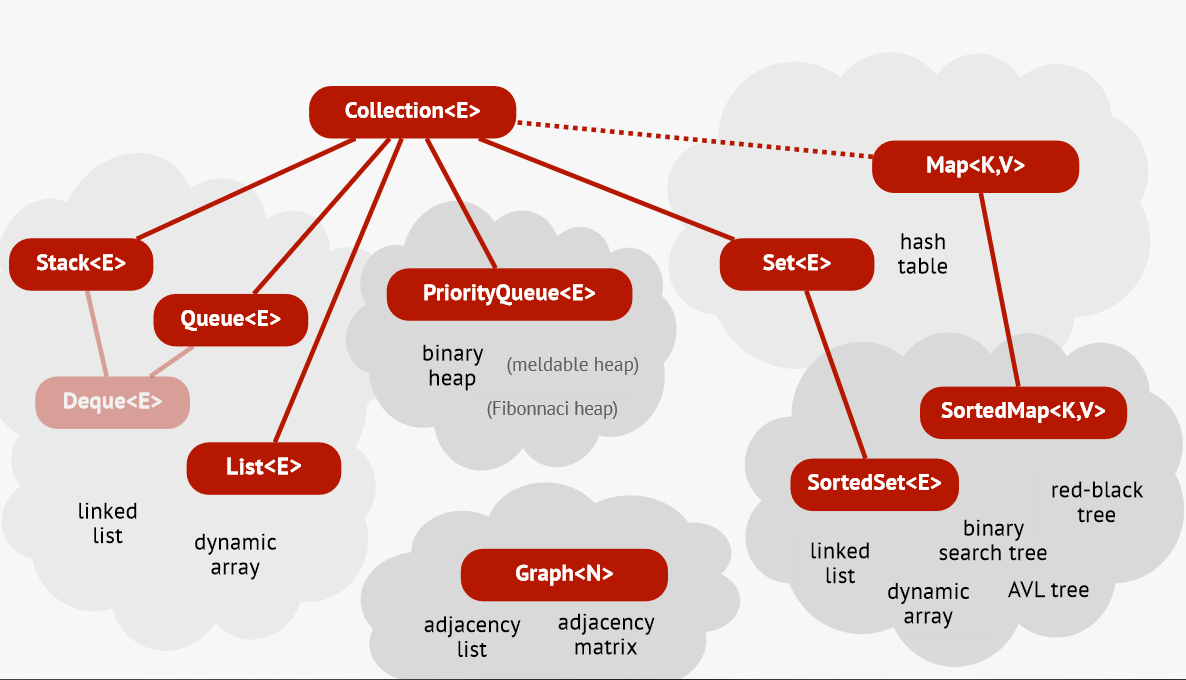 Collection<E>
Map<K,V>
Stack<E>
Queue<E>
Deque<E>
List<E>
linked
list
dynamic
array
PriorityQueue<E>
binary
heap
(meldable heap)
(Fibonnaci heap)
Set<E>
hash
table
SortedMap<K,V>
SortedSet<E>
red-black
tree
binary
search tree
linked
list
dynamic
array
AVL tree
Graph<N>
adjacency
list
adjacency
matrix